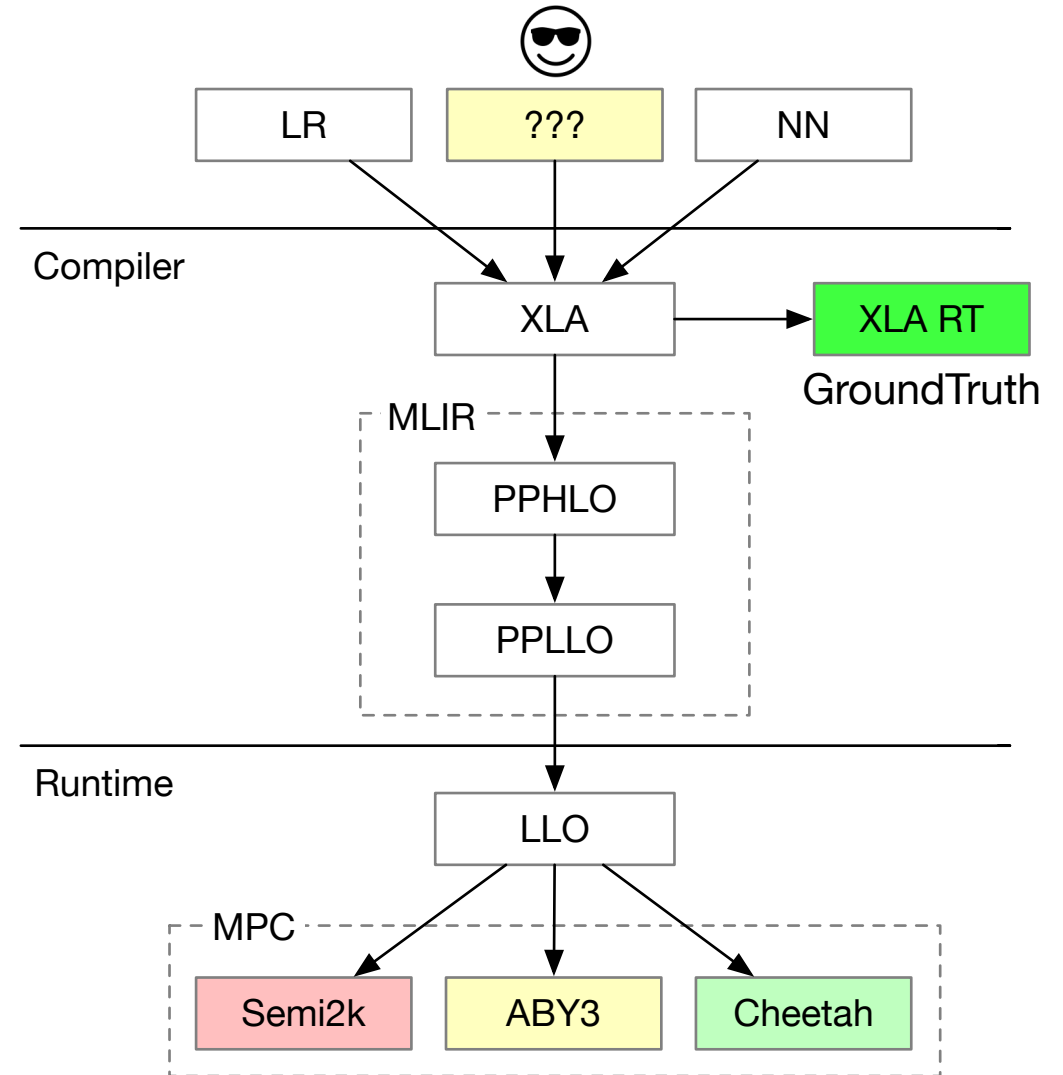 LR
???
NN
Compiler
XLA
XLA RT
GroundTruth
MLIR
PPHLO
PPLLO
Runtime
LLO
MPC
Semi2k
ABY3
Cheetah